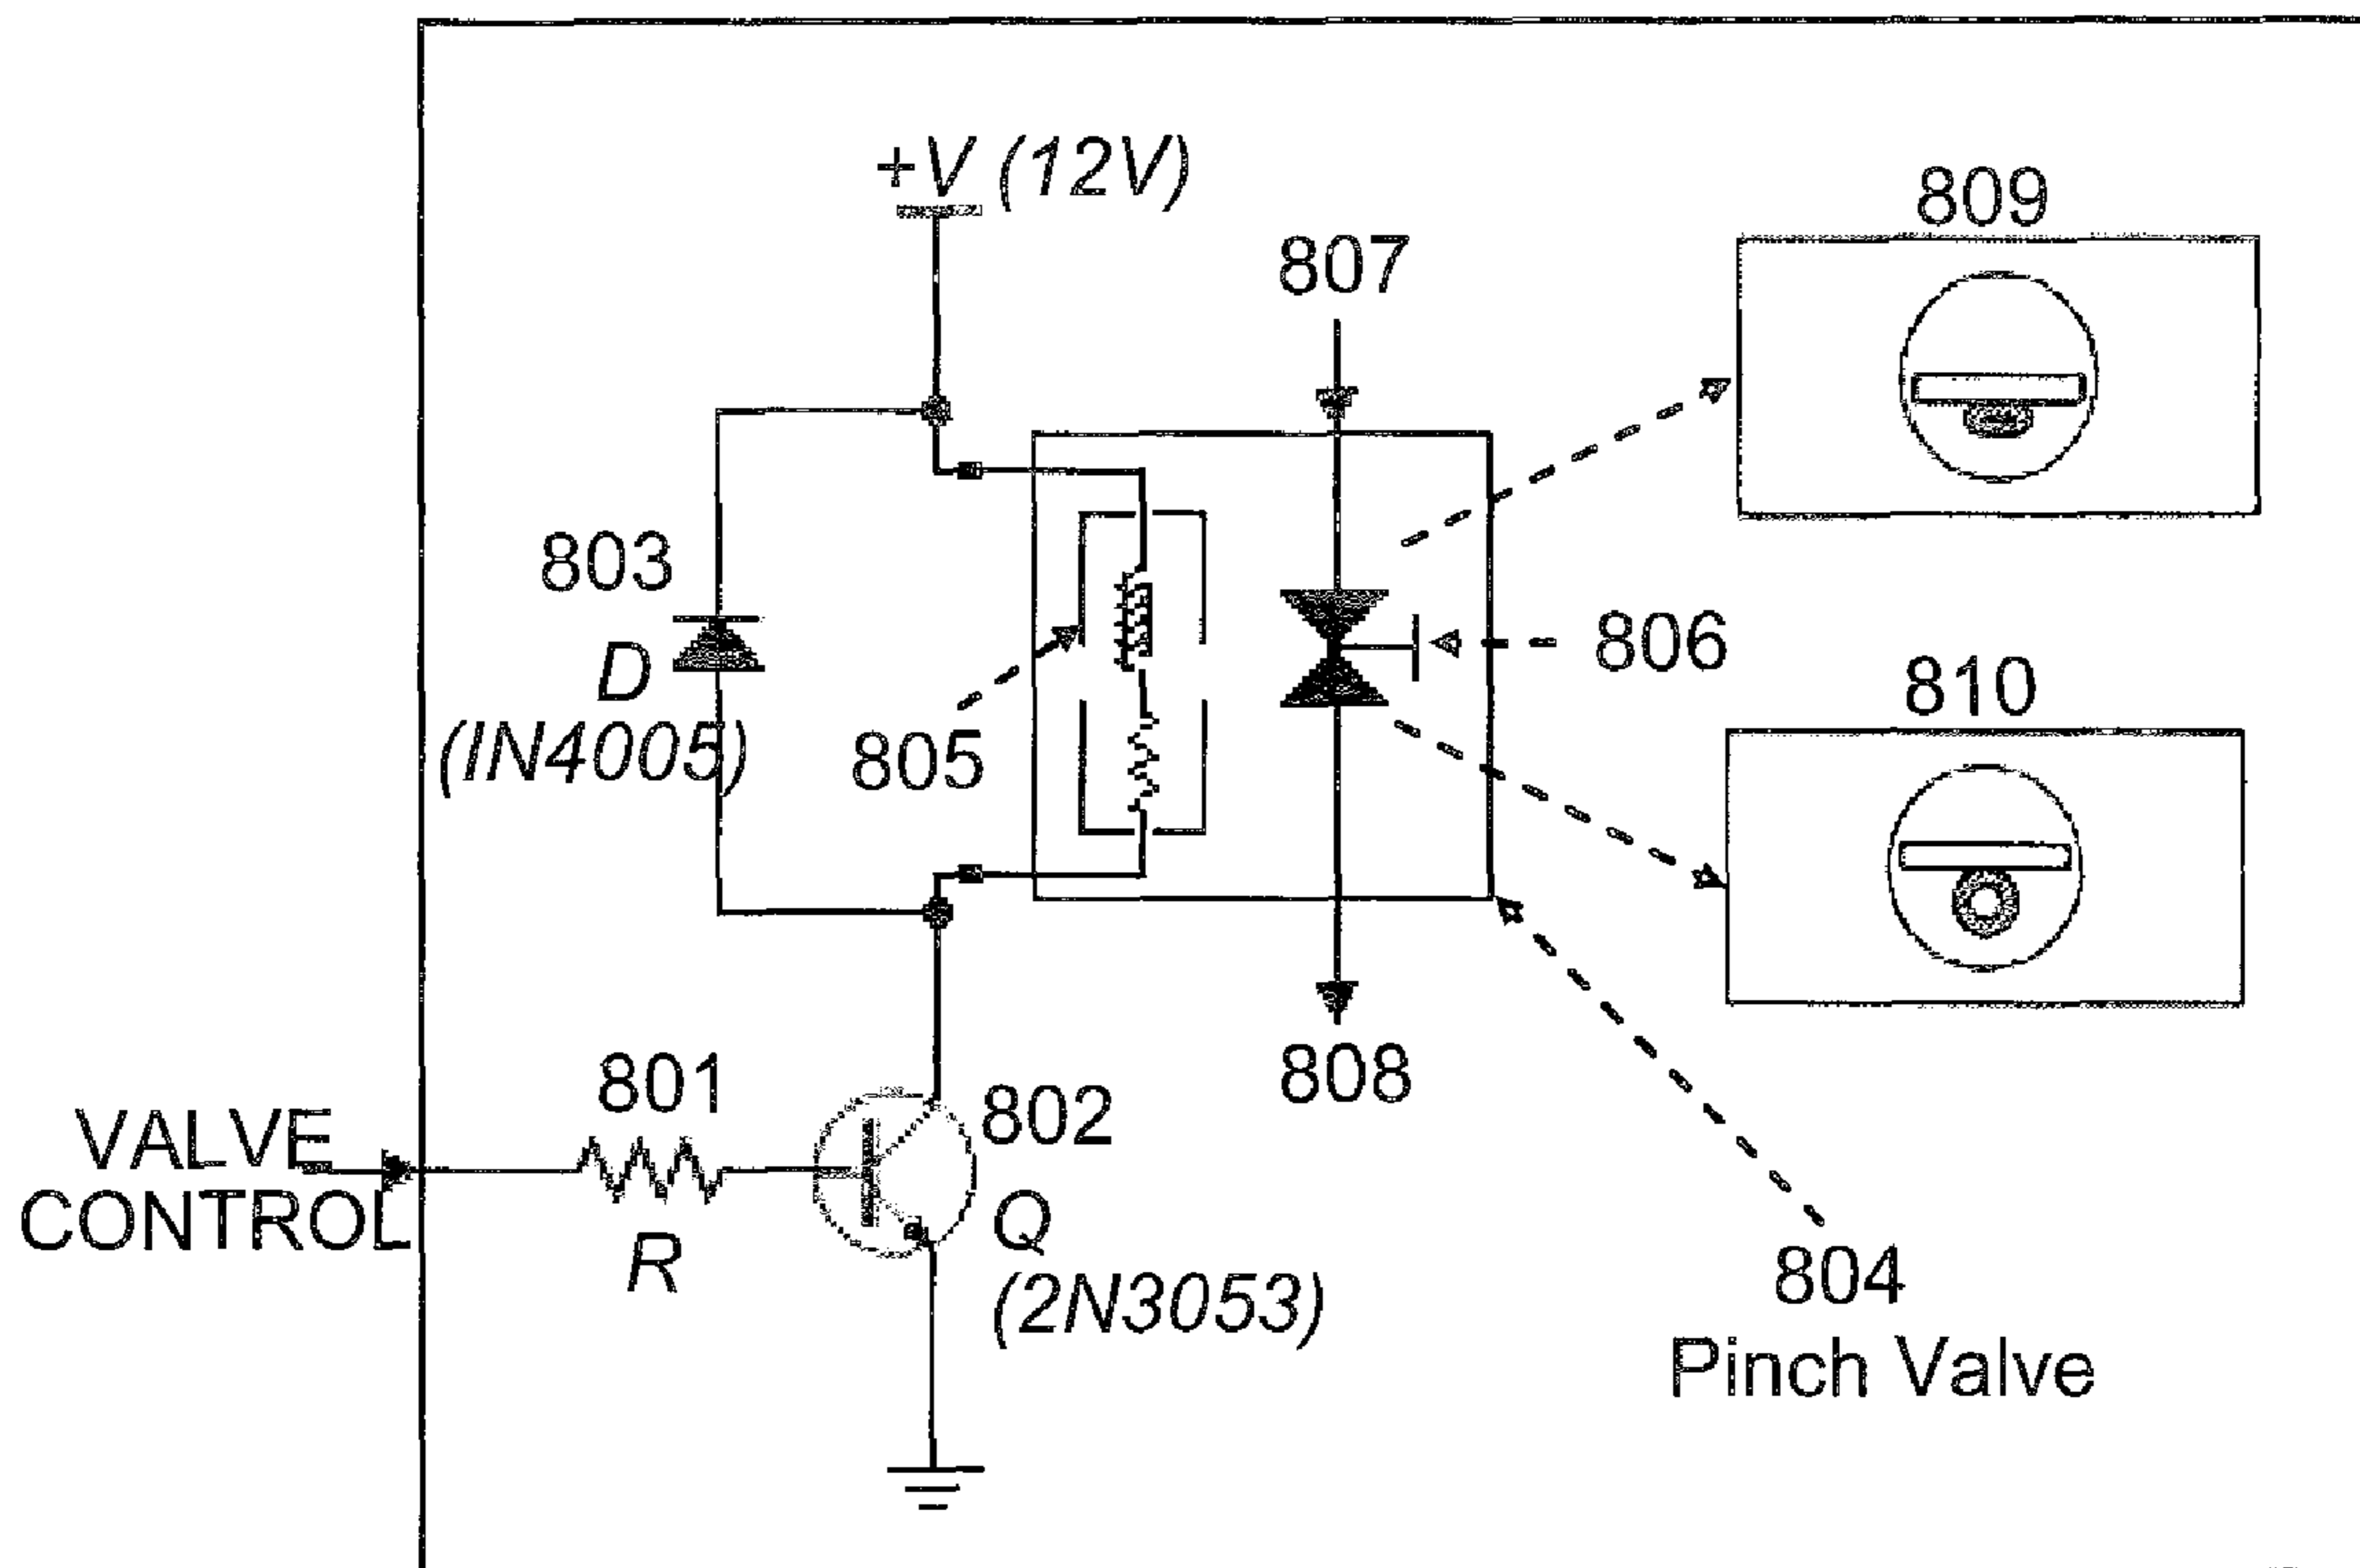 +V (12V)
807
809
803
D
(IN4005)
805
806
810
801
R
802
Q
(2N3053)
808
VALVE
CONTROL
804
Pinch Valve